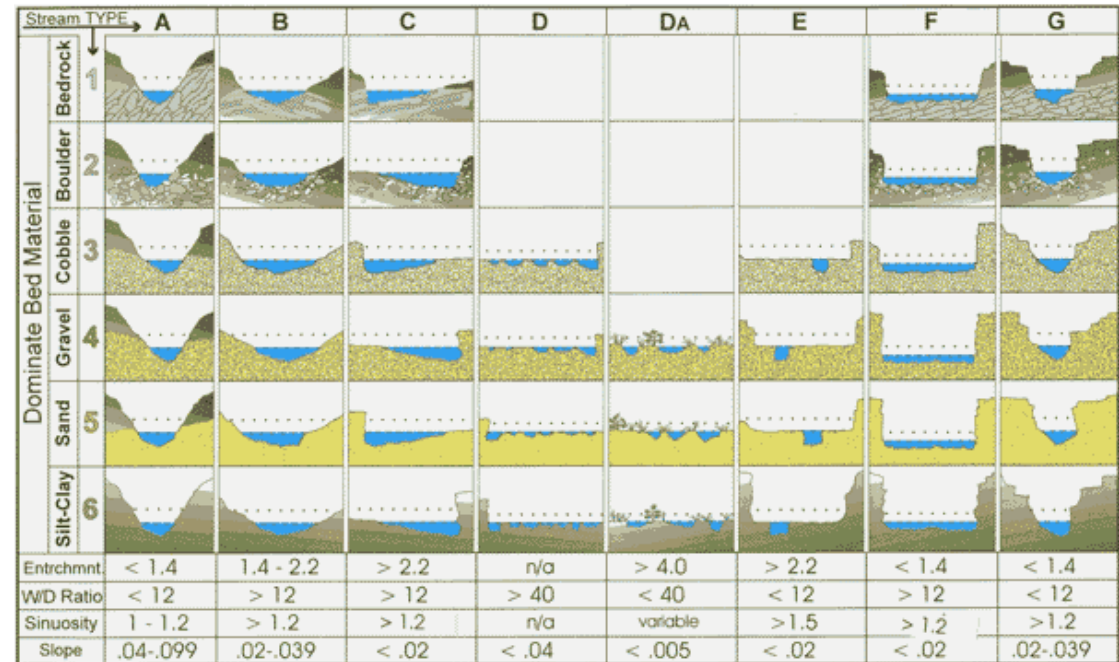 Stream TYPE A B C D DA E F G
Dominate Bed Material
Bedrock 1
Boulder 2
Cobble 3
Gravel 4
Sand 5
Silt-Clay 6
Entrchmnt. < 1.4 1.4 - 2.2 > 2.2 n/a > 4.0 > 2.2 < 1.4 < 1.4
W/D Ratio < 12 > 12 > 12 > 40 < 40 < 12 > 12 < 12
Sinuosity 1 - 1.2 > 1.2 > 1.2 n/a variable > 1.5 > 1.2 > 1.2
Slope .04-.099 .02-.039 < .02 < .04 < .005 < .02 < .02 .02-.039